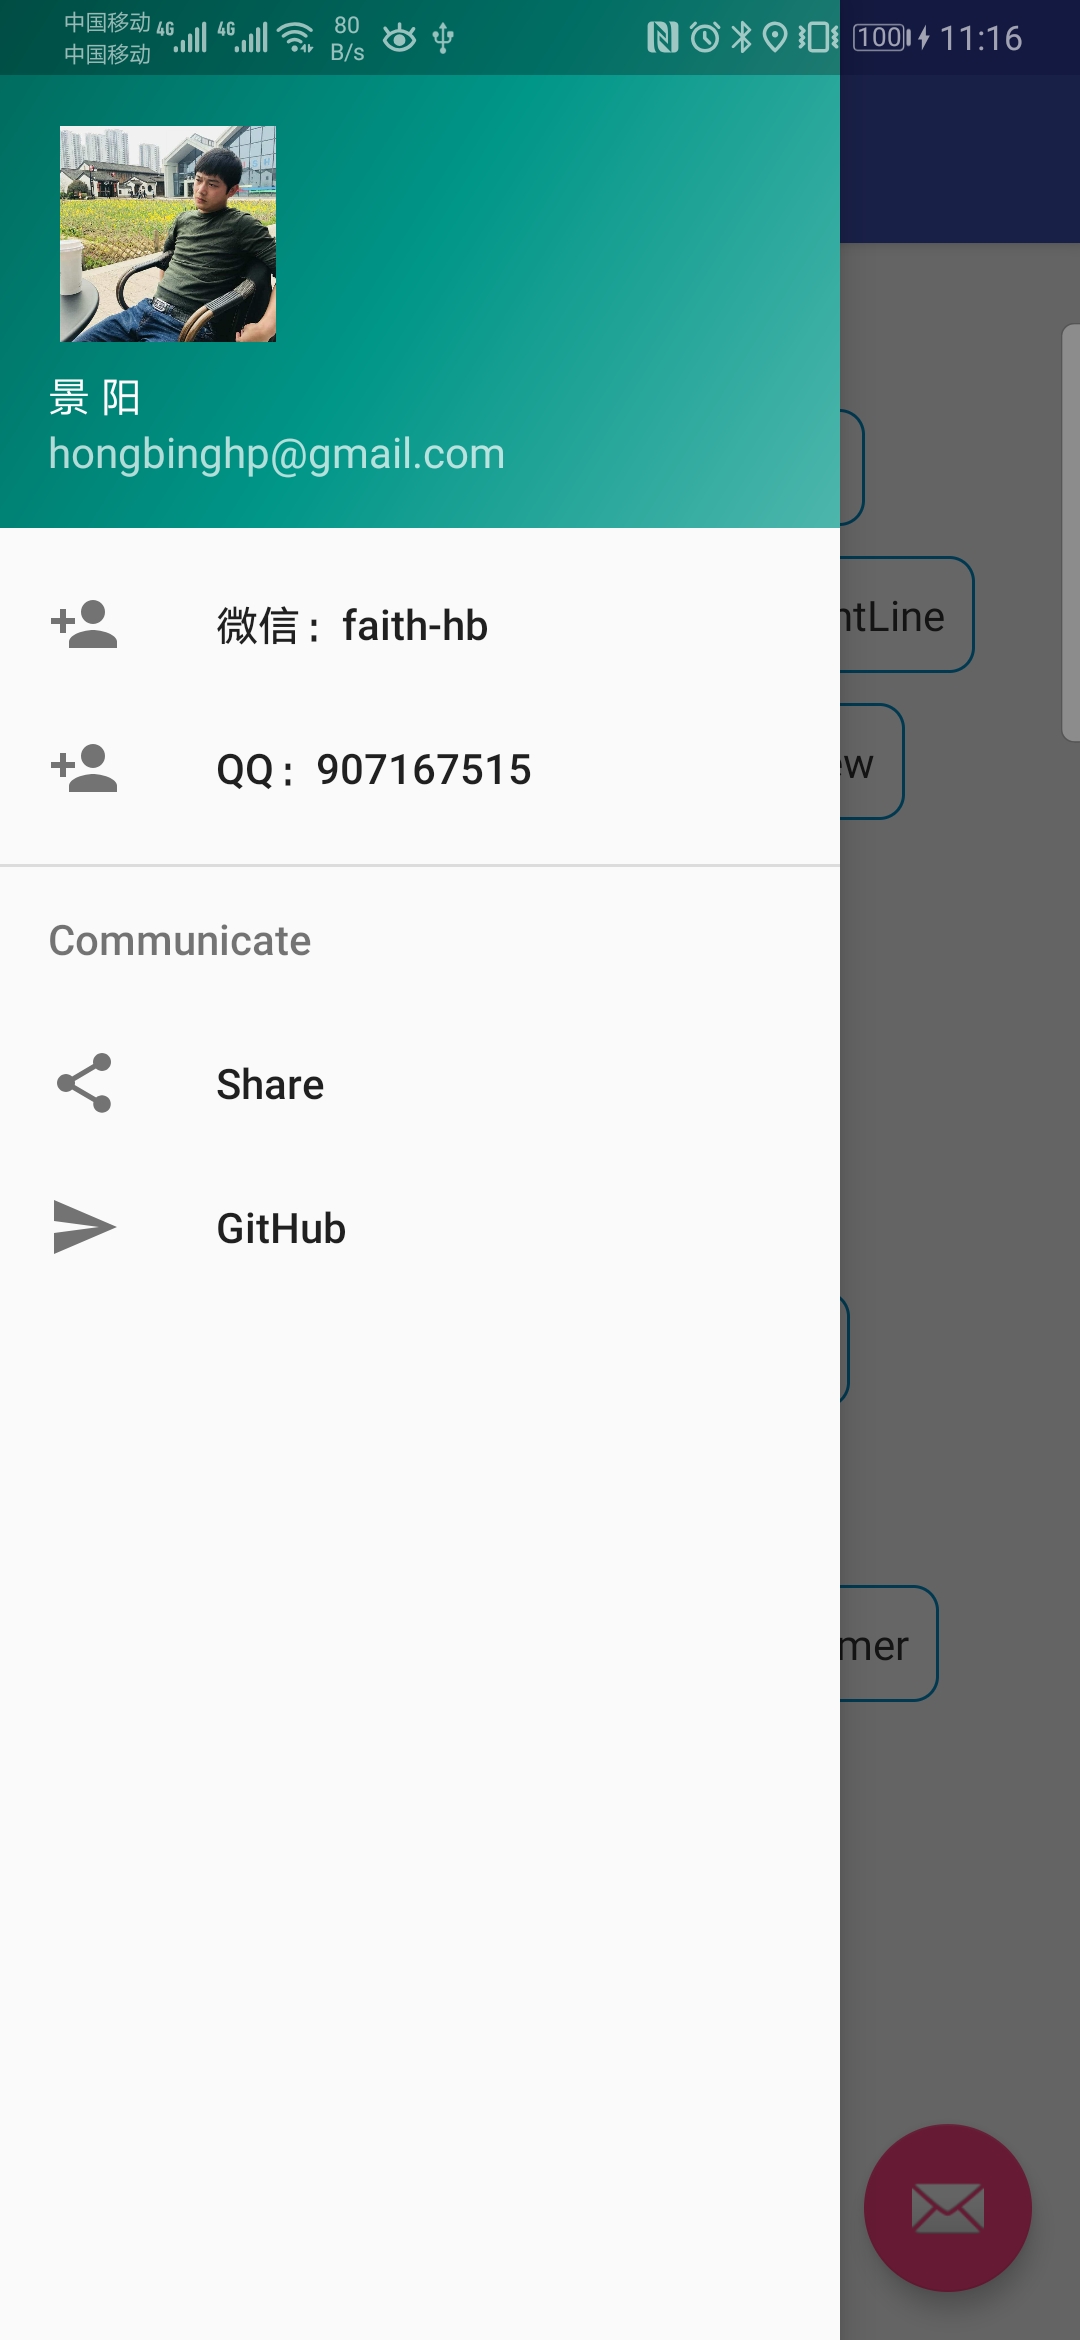 中国移动 4G 4G 80 100 11:16
中国移动 B/s
景 阳
hongbinghp@gmail.com
微信：faith-hb
ntLine
QQ：907167515
ew
Communicate
Share
GitHub
mer